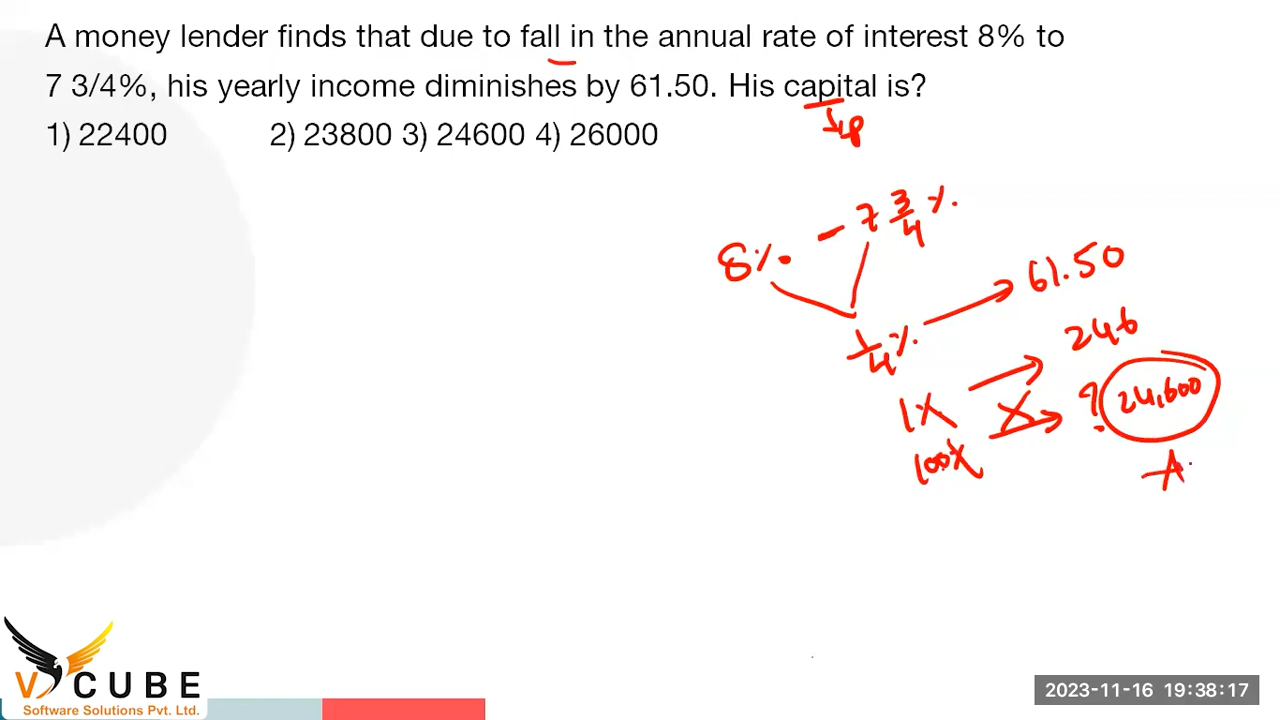 A money lender finds that due to fall in the annual rate of interest 8% to
7 3/4%, his yearly income diminishes by 61.50. His capital is?
1) 22400 2) 23800 3) 24600 4) 26000
↓ P
8% - 7 3/4 %
1/4 % → 61.50
1% → 246
100% → ? 24,600
A
V CUBE
Software Solutions Pvt. Ltd.
2023-11-16 19:38:17